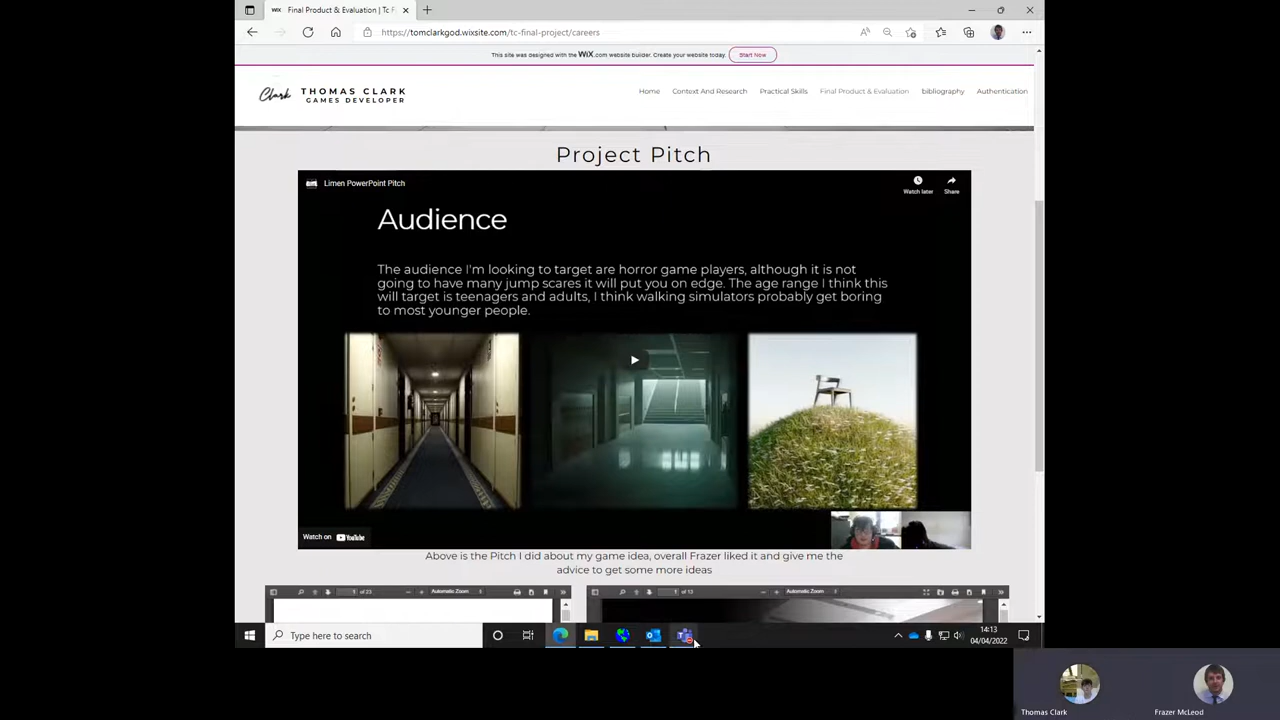 WIX Final Product & Evaluation | Tc F
https://tomclarkgod.wixsite.com/tc-final-project/careers
This site was designed with the WiX.com website builder. Create your website today. Start Now
Clark THOMAS CLARK
GAMES DEVELOPER
Home Context And Research Practical Skills Final Product & Evaluation bibliography Authentication
Project Pitch
Limen PowerPoint Pitch
Watch later Share
Audience
The audience I'm looking to target are horror game players, although it is not
going to have many jump scares it will put you on edge. The age range I think this
will target is teenagers and adults, I think walking simulators probably get boring
to most younger people.
Watch on YouTube
Above is the Pitch I did about my game idea, overall Frazer liked it and give me the
advice to get some more ideas
1 of 23 Automatic Zoom
1 of 13 Automatic Zoom
Type here to search
14:13
04/04/2022
Thomas Clark
Frazer McLeod